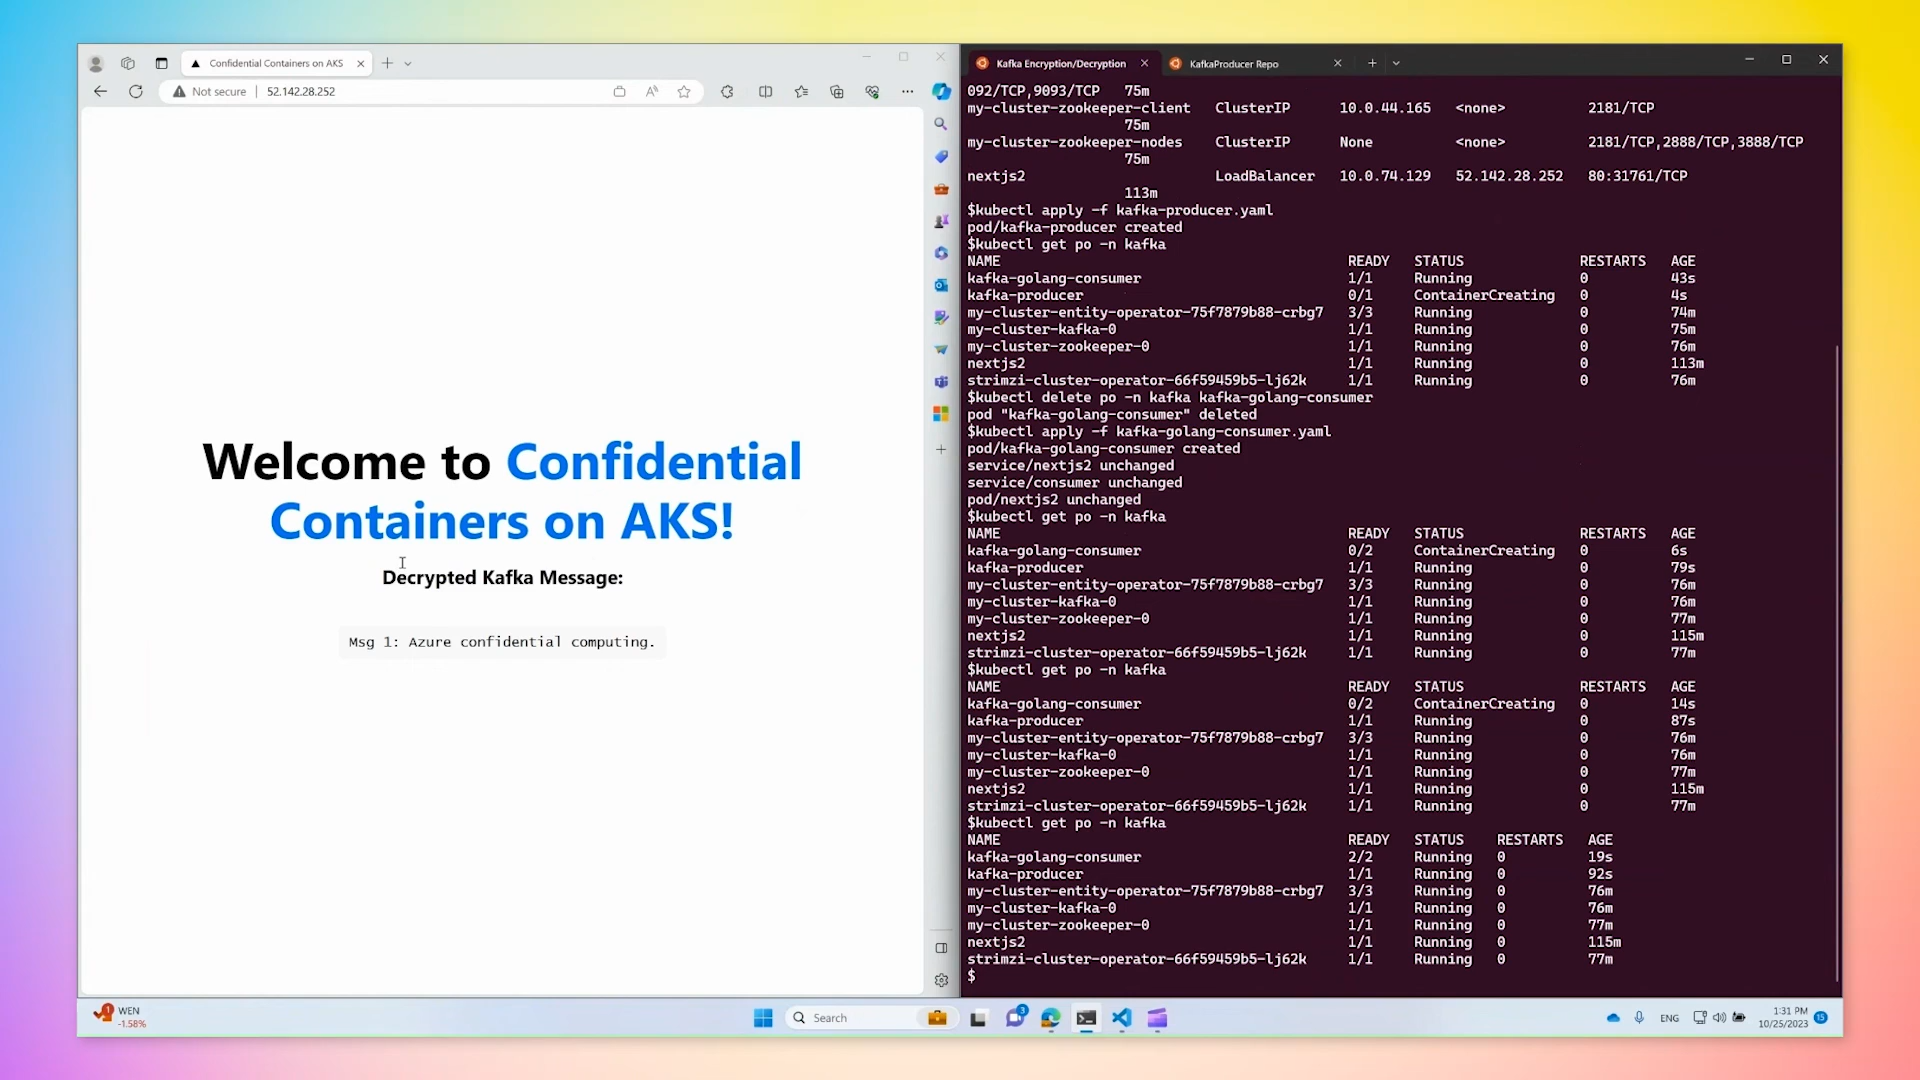 Confidential Containers on AKS
Not secure
52.142.28.252
Welcome to Confidential
Containers on AKS!
Decrypted Kafka Message:
Msg 1: Azure confidential computing.
Kafka Encryption/Decryption
KafkaProducer Repo
092/TCP,9093/TCP 75m
my-cluster-zookeeper-client ClusterIP 10.0.44.165 <none> 2181/TCP
75m
my-cluster-zookeeper-nodes ClusterIP None <none> 2181/TCP,2888/TCP,3888/TCP
75m
nextjs2 LoadBalancer 10.0.74.129 52.142.28.252 80:31761/TCP
113m
$kubectl apply -f kafka-producer.yaml
pod/kafka-producer created
$kubectl get po -n kafka
NAME READY STATUS RESTARTS AGE
kafka-golang-consumer 1/1 Running 0 43s
kafka-producer 0/1 ContainerCreating 0 4s
my-cluster-entity-operator-75f7879b88-crbg7 3/3 Running 0 74m
my-cluster-kafka-0 1/1 Running 0 75m
my-cluster-zookeeper-0 1/1 Running 0 76m
nextjs2 1/1 Running 0 113m
strimzi-cluster-operator-66f59459b5-lj62k 1/1 Running 0 76m
$kubectl delete po -n kafka kafka-golang-consumer
pod "kafka-golang-consumer" deleted
$kubectl apply -f kafka-golang-consumer.yaml
pod/kafka-golang-consumer created
service/nextjs2 unchanged
service/consumer unchanged
pod/nextjs2 unchanged
$kubectl get po -n kafka
NAME READY STATUS RESTARTS AGE
kafka-golang-consumer 0/2 ContainerCreating 0 6s
kafka-producer 1/1 Running 0 79s
my-cluster-entity-operator-75f7879b88-crbg7 3/3 Running 0 76m
my-cluster-kafka-0 1/1 Running 0 76m
my-cluster-zookeeper-0 1/1 Running 0 77m
nextjs2 1/1 Running 0 115m
strimzi-cluster-operator-66f59459b5-lj62k 1/1 Running 0 77m
$kubectl get po -n kafka
NAME READY STATUS RESTARTS AGE
kafka-golang-consumer 0/2 ContainerCreating 0 14s
kafka-producer 1/1 Running 0 87s
my-cluster-entity-operator-75f7879b88-crbg7 3/3 Running 0 76m
my-cluster-kafka-0 1/1 Running 0 76m
my-cluster-zookeeper-0 1/1 Running 0 77m
nextjs2 1/1 Running 0 115m
strimzi-cluster-operator-66f59459b5-lj62k 1/1 Running 0 77m
$kubectl get po -n kafka
NAME READY STATUS RESTARTS AGE
kafka-golang-consumer 2/2 Running 0 19s
kafka-producer 1/1 Running 0 92s
my-cluster-entity-operator-75f7879b88-crbg7 3/3 Running 0 76m
my-cluster-kafka-0 1/1 Running 0 76m
my-cluster-zookeeper-0 1/1 Running 0 77m
nextjs2 1/1 Running 0 115m
strimzi-cluster-operator-66f59459b5-lj62k 1/1 Running 0 77m
$
1
WEN
-1.58%
Search
3
ENG
1:31 PM
10/25/2023
15